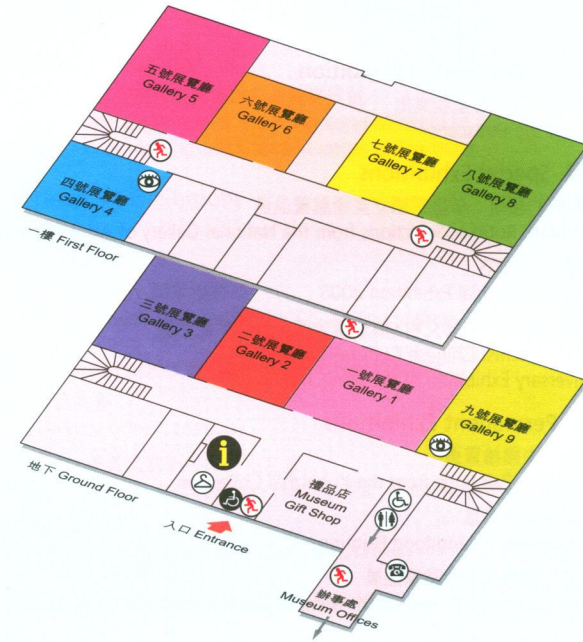 五號展覽廳
Gallery 5
六號展覽廳
Gallery 6
七號展覽廳
Gallery 7
八號展覽廳
Gallery 8
四號展覽廳
Gallery 4
一樓 First Floor
三號展覽廳
Gallery 3
二號展覽廳
Gallery 2
一號展覽廳
Gallery 1
九號展覽廳
Gallery 9
i
禮品店
Museum
Gift Shop
地下 Ground Floor
入口 Entrance
辦事處
Museum Offices